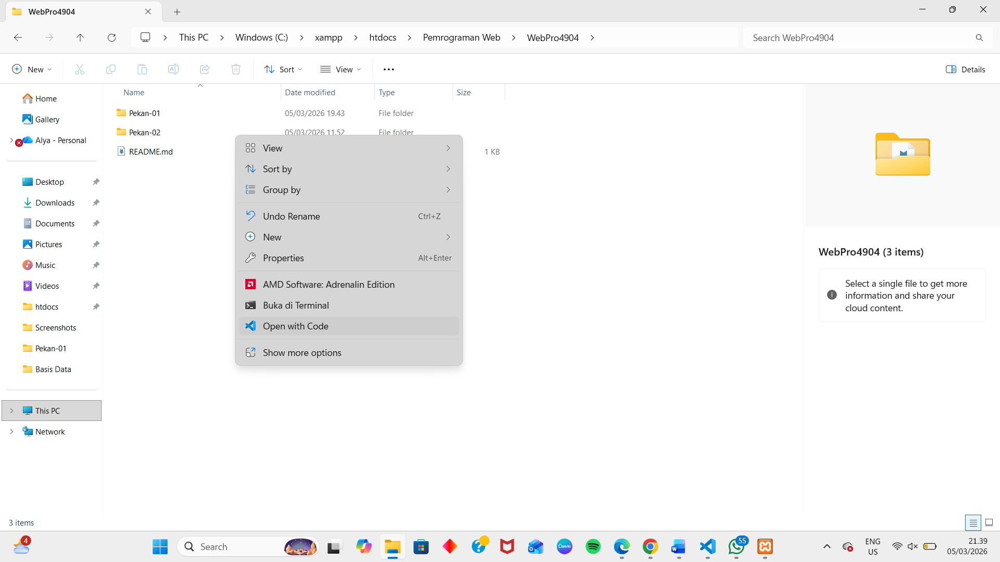 WebPro4904
This PC
Windows (C:)
xampp
htdocs
Pemrograman Web
WebPro4904
Search WebPro4904
New
Sort
View
Details
Name
Date modified
Type
Size
Pekan-01
05/03/2026 19.43
File folder
Pekan-02
05/03/2026 11.52
File folder
README.md
1 KB
Home
Gallery
Alya - Personal
Desktop
Downloads
Documents
Pictures
Music
Videos
htdocs
Screenshots
Pekan-01
Basis Data
This PC
Network
View
Sort by
Group by
Undo Rename
Ctrl+Z
New
Properties
Alt+Enter
AMD Software: Adrenalin Edition
Buka di Terminal
Open with Code
Show more options
WebPro4904 (3 items)
Select a single file to get more
information and share your
cloud content.
3 items
4
Search
Canva
55
ENG
US
21.39
05/03/2026